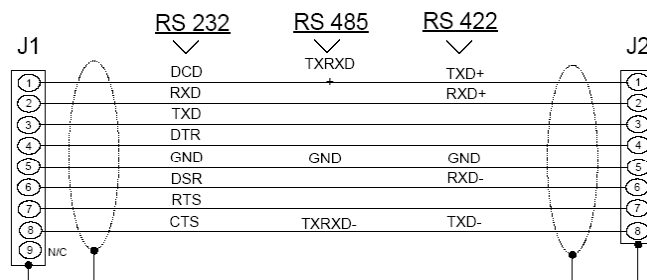 RS 232 RS 485 RS 422
J1 J2
DCD TXRXD TXD+
1 + 1
RXD RXD+
2 2
TXD
3 3
DTR
4 4
GND GND GND
5 5
DSR RXD-
6 6
RTS
7 7
CTS TXRXD- TXD-
8 8
9 N/C